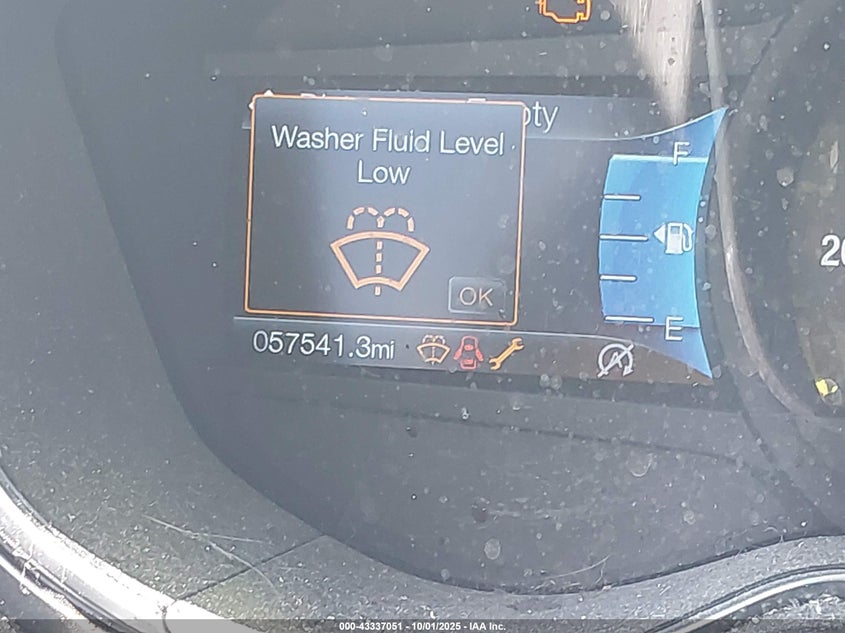 Washer Fluid Level
Low
OK
F
E
057541.3mi
000-43337051 - 10/01/2025 - IAA Inc.